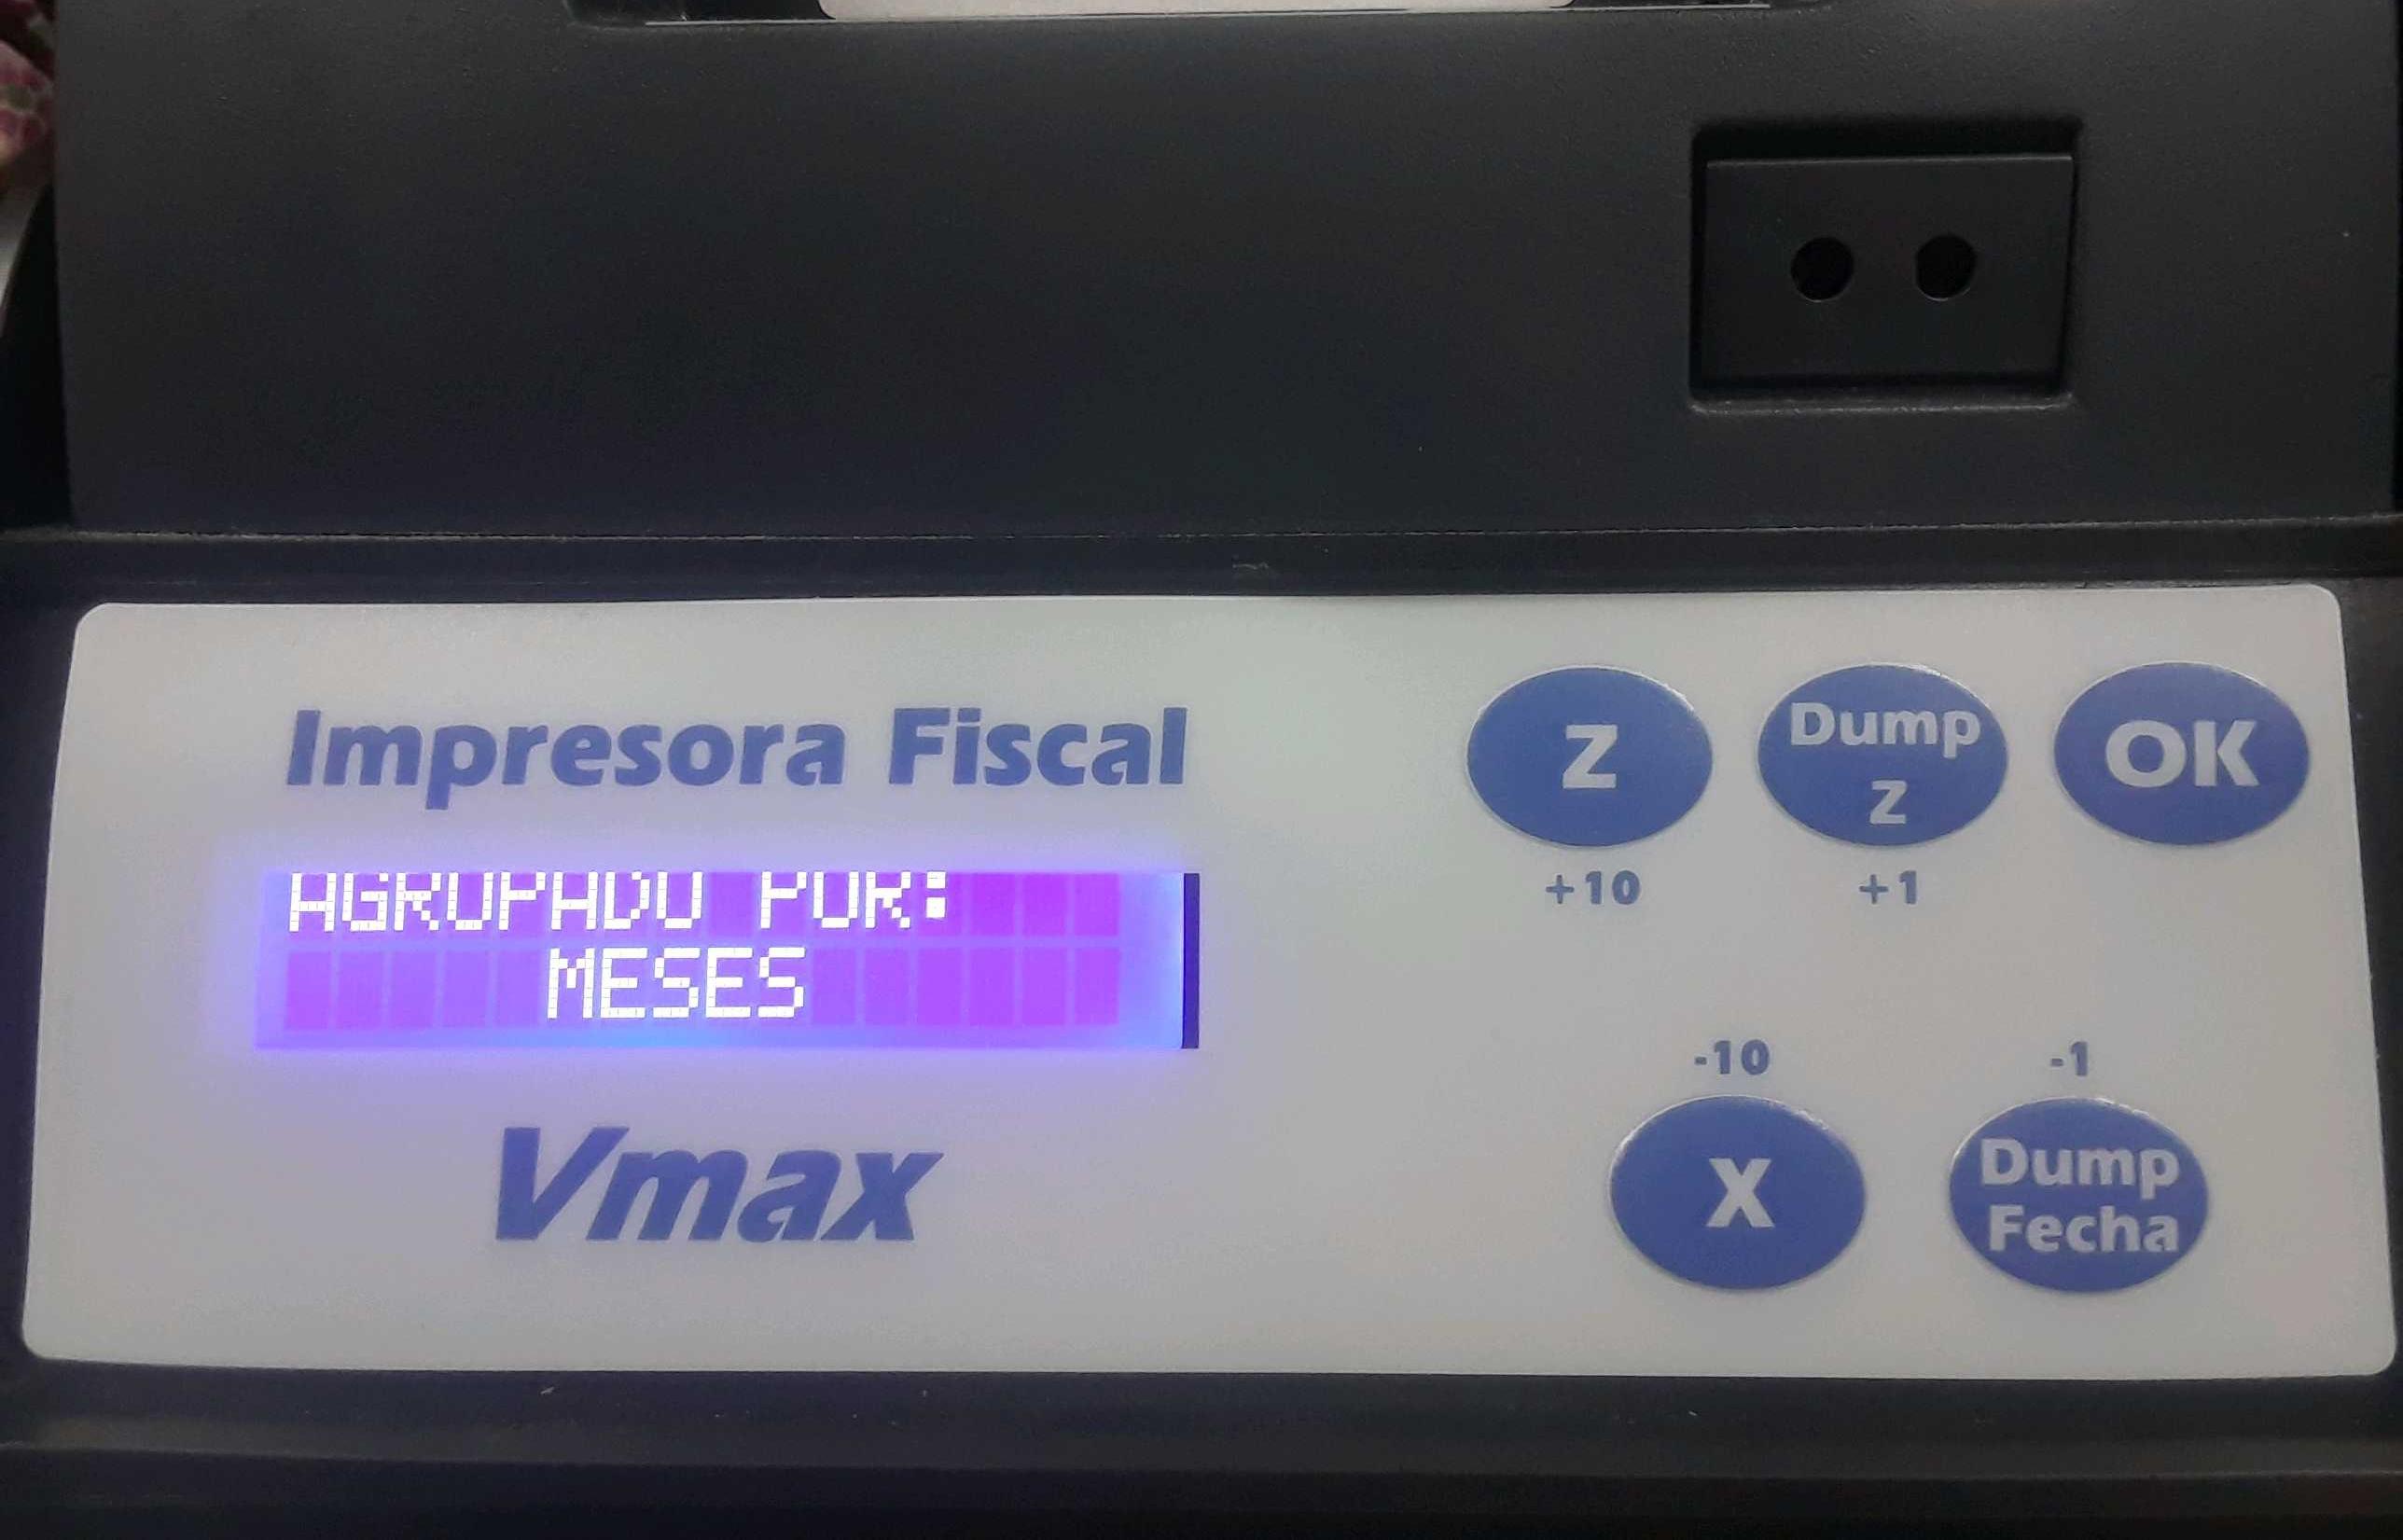 Impresora Fiscal
AGRUPADO POR:
MESES
Vmax
Z
Dump
Z
OK
+10
+1
-10
-1
X
Dump
Fecha